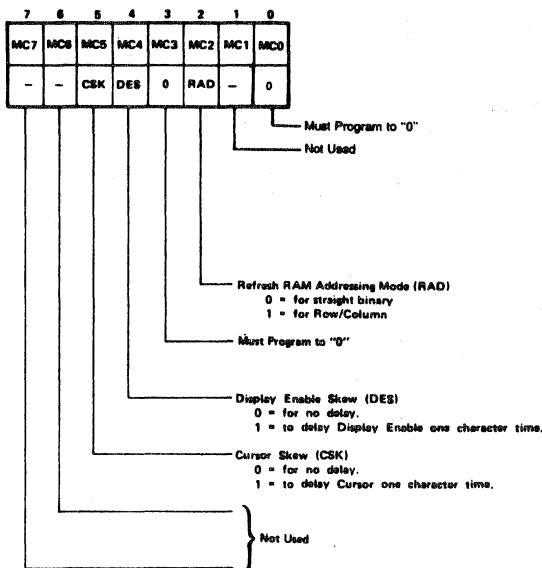 7 6 5 4 3 2 1 0
MC7 MC6 MC5 MC4 MC3 MC2 MC1 MC0
– – CSK DES 0 RAD – 0
Must Program to "0"
Not Used
Refresh RAM Addressing Mode (RAD)
0 = for straight binary
1 = for Row/Column
Must Program to "0"
Display Enable Skew (DES)
0 = for no delay.
1 = to delay Display Enable one character time.
Cursor Skew (CSK)
0 = for no delay.
1 = to delay Cursor one character time.
Not Used